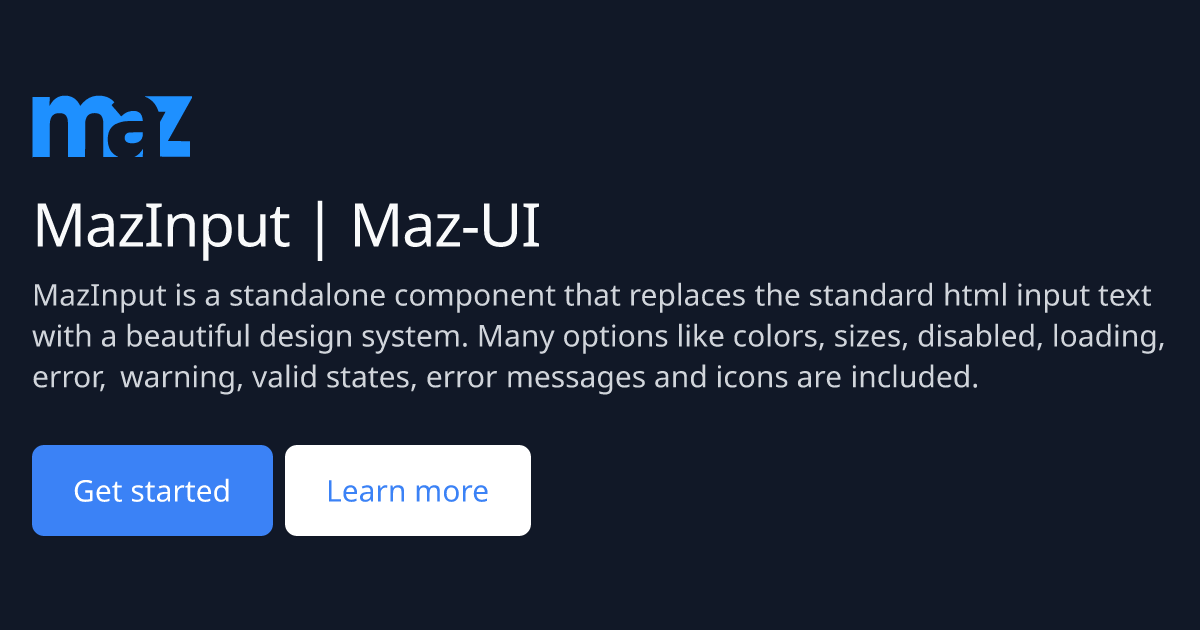 maz
MazInput | Maz-UI
MazInput is a standalone component that replaces the standard html input text
with a beautiful design system. Many options like colors, sizes, disabled, loading,
error,  warning, valid states, error messages and icons are included.
Get started
Learn more